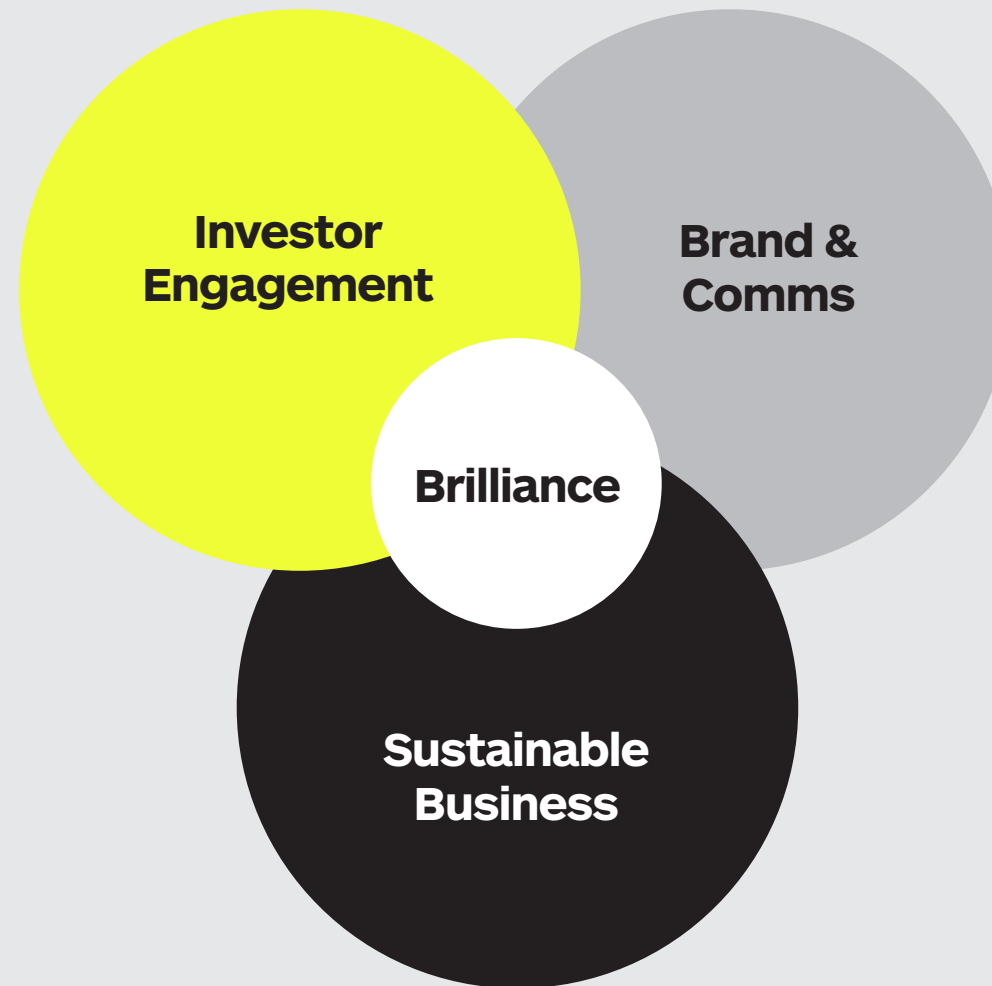 Investor
Engagement
Brand &
Comms
Brilliance
Sustainable
Business